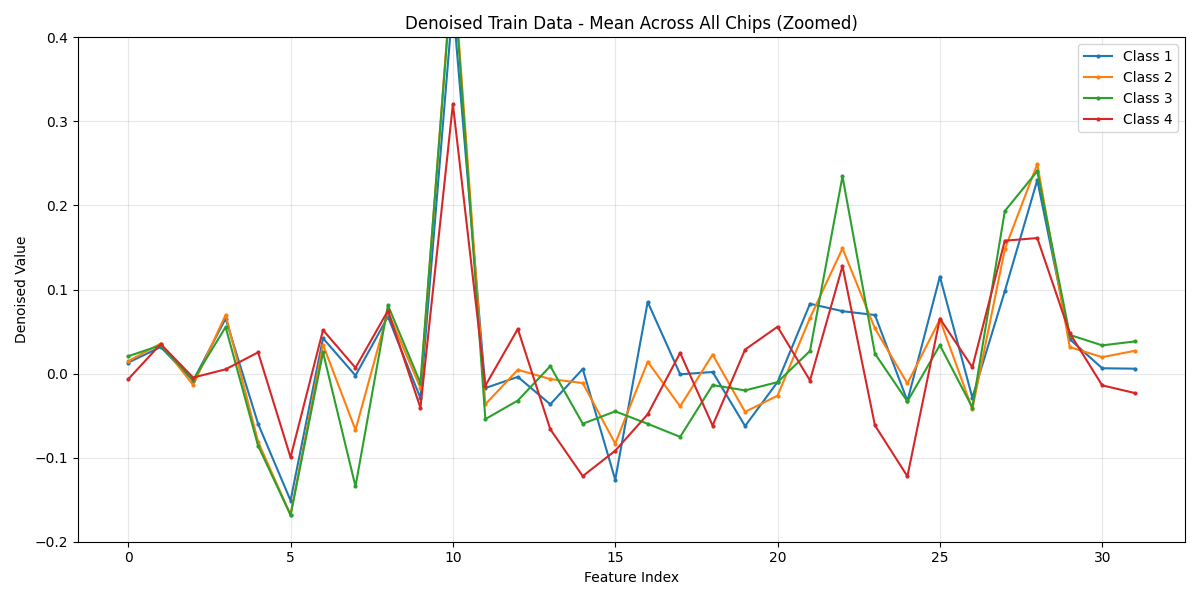 Denoised Train Data - Mean Across All Chips (Zoomed)
Class 1
Class 2
Class 3
Class 4
Denoised Value
0.4
0.3
0.2
0.1
0.0
−0.1
−0.2
0 5 10 15 20 25 30
Feature Index